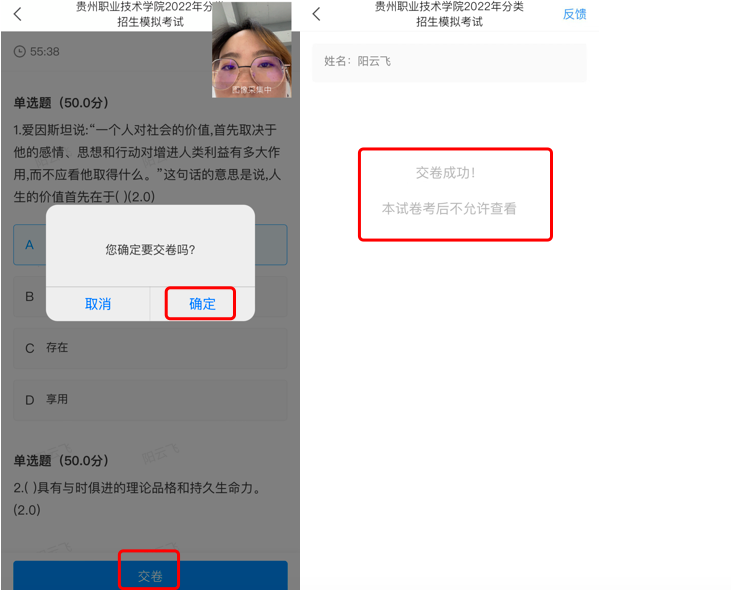 贵州职业技术学院2022年分
招生模拟考试
55:38
图像采集中
单选题（50.0分）
1.爱因斯坦说:“一个人对社会的价值,首先取决于
他的感情、思想和行动对增进人类利益有多大作
用,而不应看他取得什么。”这句话的意思是说,人
生的价值首先在于( )(2.0)
A
您确定要交卷吗?
B
取消 确定
C 存在
D 享用
阳云飞
单选题（50.0分）
2.( )具有与时俱进的理论品格和持久生命力。
(2.0)
交卷
贵州职业技术学院2022年分类
招生模拟考试
反馈
姓名：阳云飞
交卷成功!
本试卷考后不允许查看